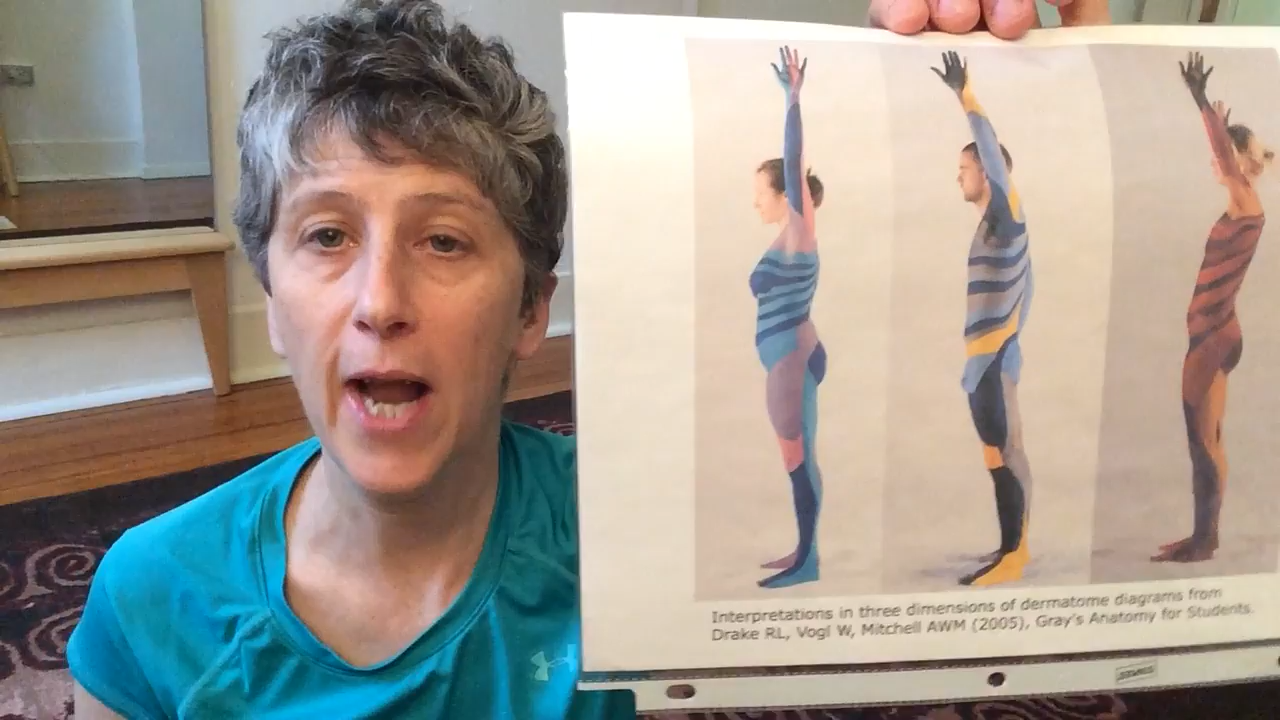 Interpretations in three dimensions of dermatome diagrams from
Drake RL, Vogl W, Mitchell AWM (2005), Gray's Anatomy for Students.